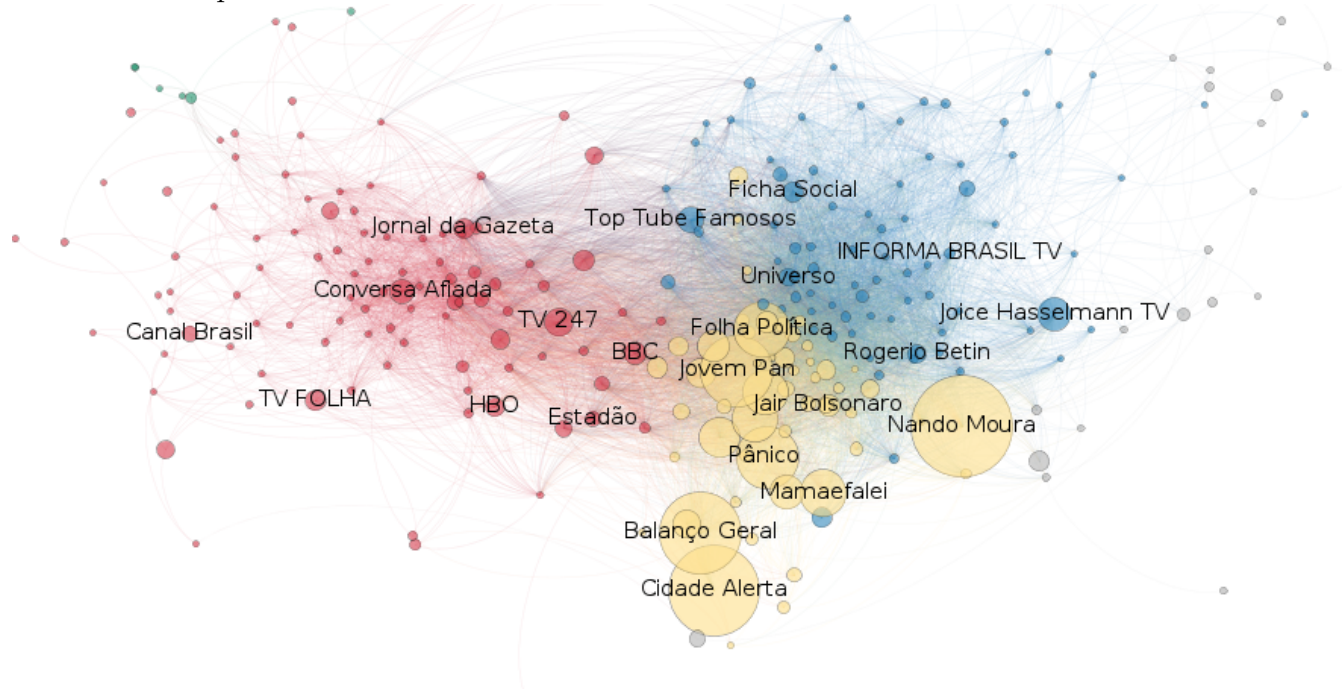 Ficha Social
Top Tube Famosos
Jornal da Gazeta
INFORMA BRASIL TV
Universo
Conversa Afiada
Joice Hasselmann TV
TV 247
Folha Política
Canal Brasil
BBC
Rogerio Betin
Jovem Pan
TV FOLHA
HBO
Jair Bolsonaro
Estadão
Nando Moura
Pânico
Mamaefalei
Balanço Geral
Cidade Alerta